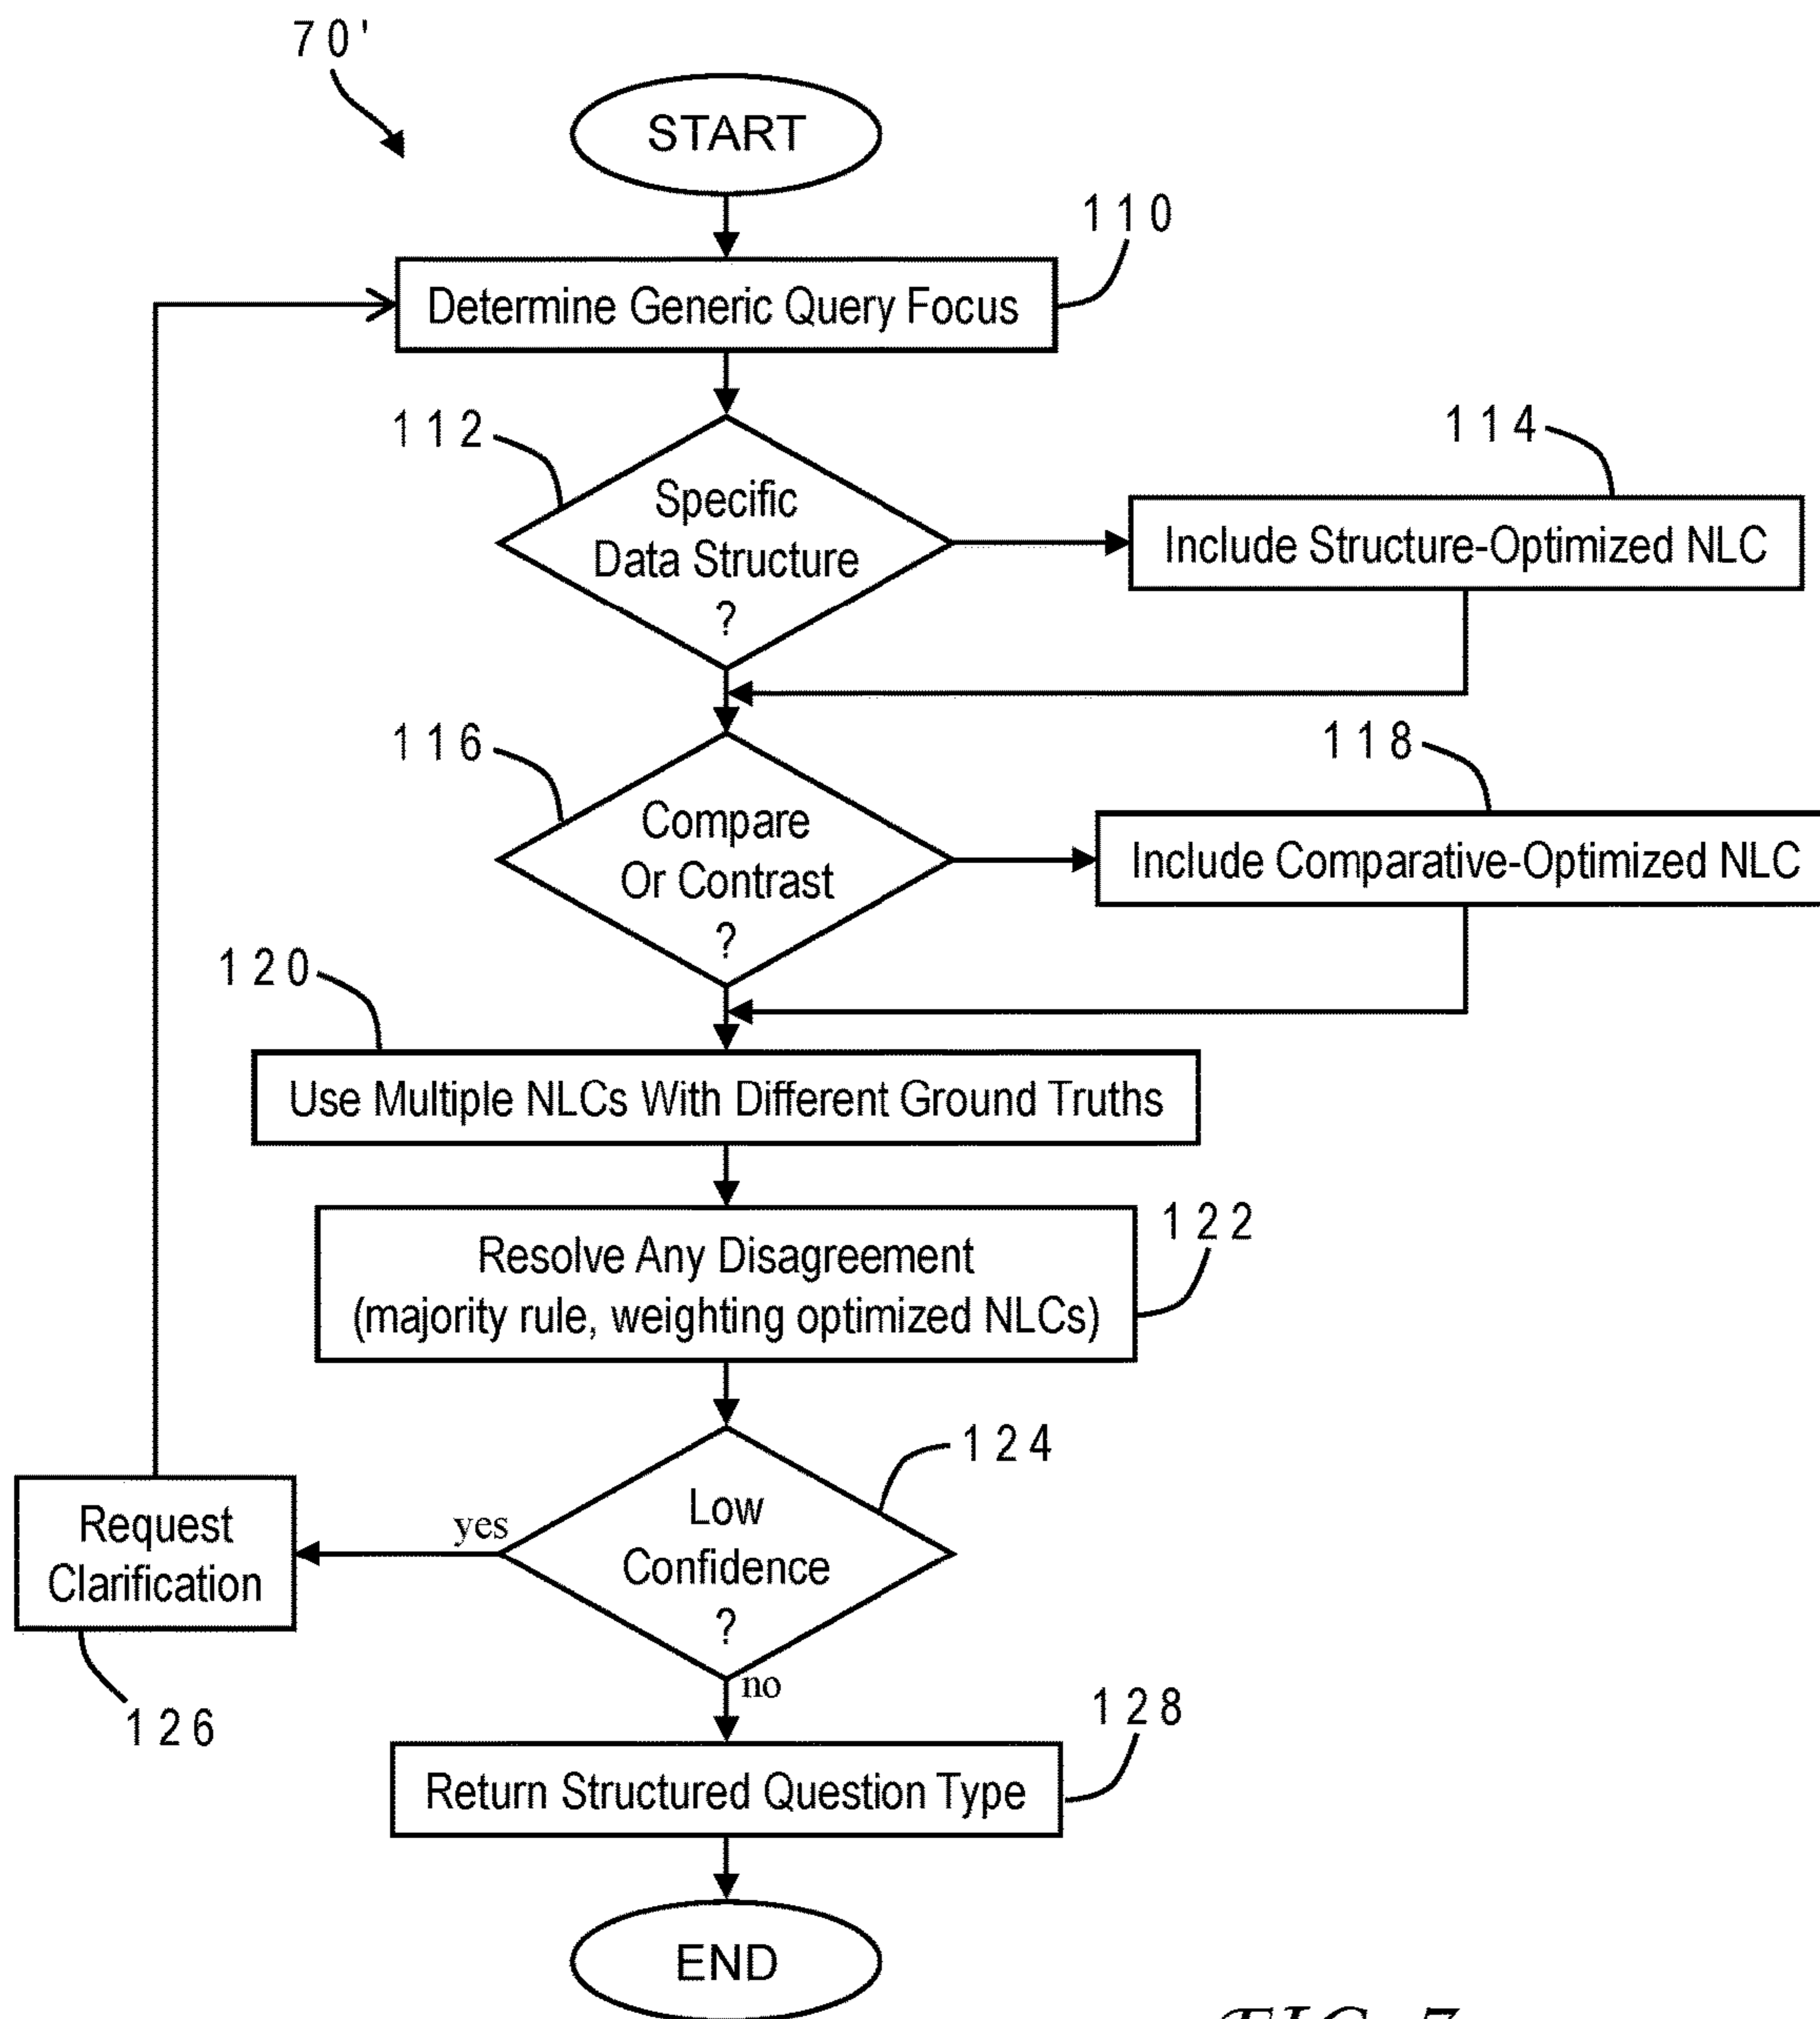 70'
START
110
Determine Generic Query Focus
112
114
Specific
Data Structure
?
Include Structure-Optimized NLC
116
118
Compare
Or Contrast
?
Include Comparative-Optimized NLC
120
Use Multiple NLCs With Different Ground Truths
122
Resolve Any Disagreement
(majority rule, weighting optimized NLCs)
124
Low
Confidence
?
yes
Request
Clarification
no
126
128
Return Structured Question Type
END
FIG. 7